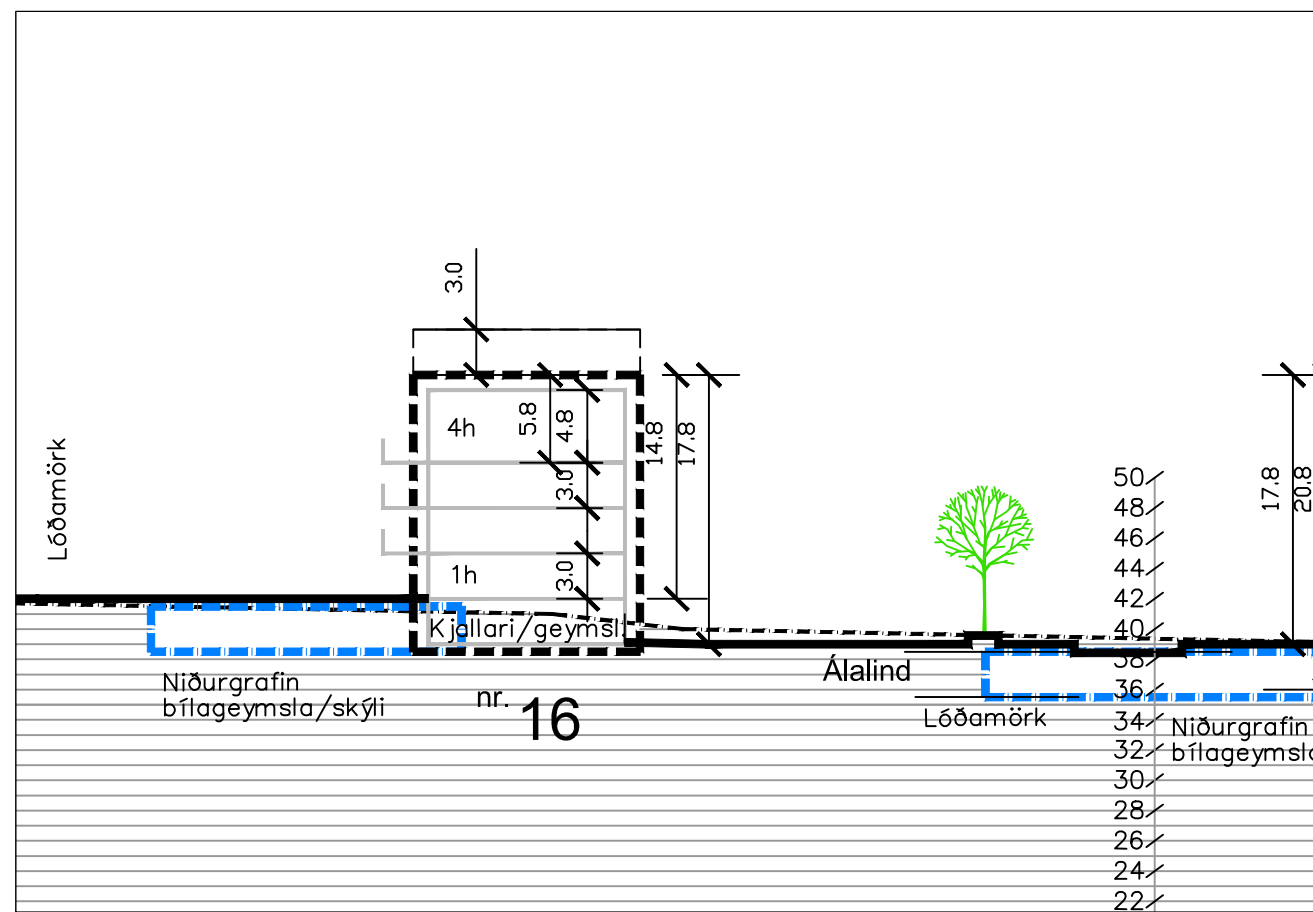 3.0
4h
5.8
4.8
14.8
17.8
3.0
1h
3.0
Lóðamörk
Kjallari/geymsl
Niðurgrafin
bílageymsla/skýli
nr. 16
Álalind
Lóðamörk
50
48
46
44
42
40
38
36
34
32
30
28
26
24
22
17.8
20.8
Niðurgrafin
bílageymsla